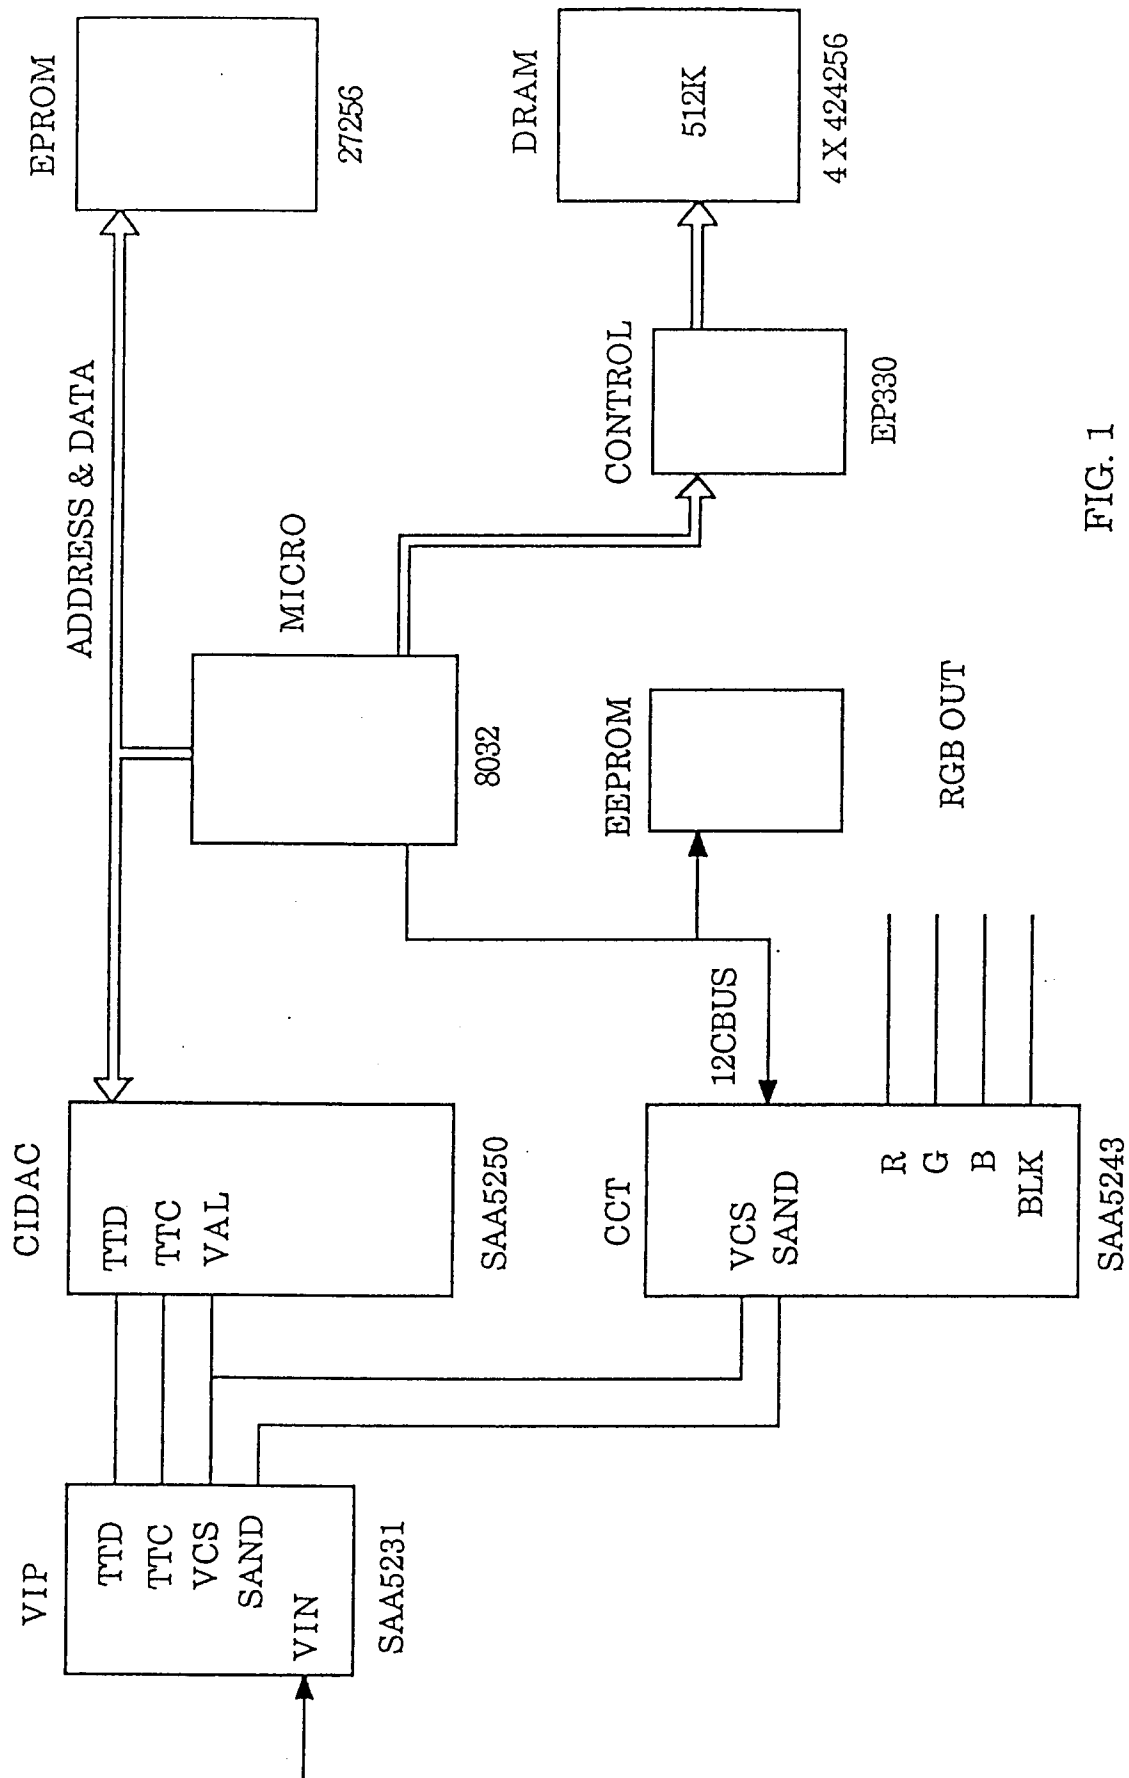 VIP
TTD
TTC
VCS
SAND
VIN
SAA5231
CIDAC
TTD
TTC
VAL
SAA5250
CCT
VCS
SAND
R
G
B
BLK
SAA5243
12CBUS
RGB OUT
EEPROM
MICRO
8032
ADDRESS & DATA
EPROM
27256
CONTROL
EP330
DRAM
512K
4 X 424256
FIG. 1